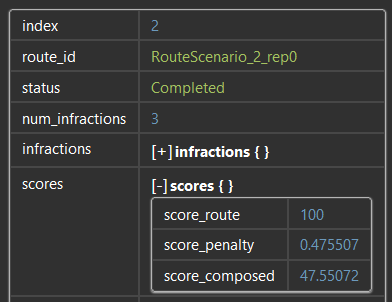 index 2
route_id RouteScenario_2_rep0
status Completed
num_infractions 3
infractions [+]infractions { }
scores [-]scores { }
score_route 100
score_penalty 0.475507
score_composed 47.55072